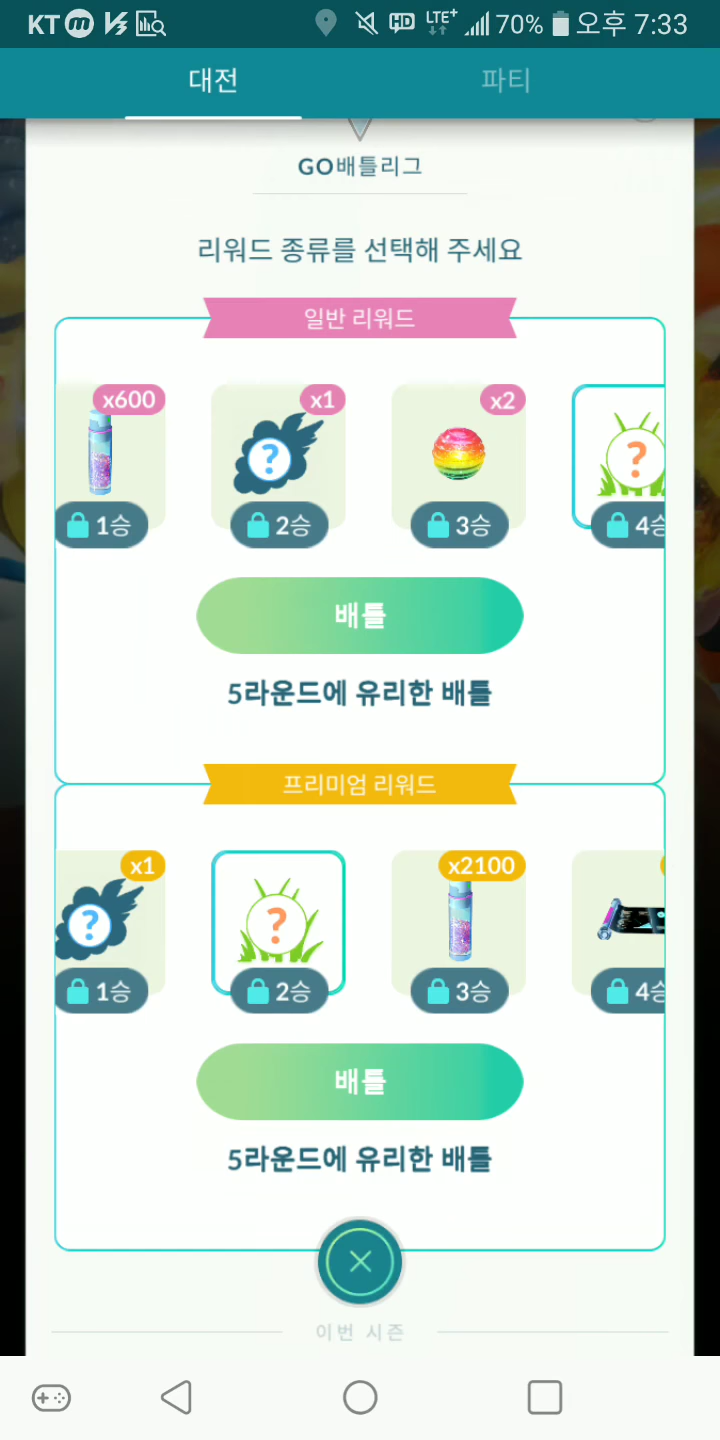 KT m HD LTE+ 70% 오후 7:33
대전 파티
GO배틀리그
리워드 종류를 선택해 주세요
일반 리워드
x600 x1 x2
? ?
1승 2승 3승 4승
배틀
5라운드에 유리한 배틀
프리미엄 리워드
x1 x2100
? ?
1승 2승 3승 4승
배틀
5라운드에 유리한 배틀
이번 시즌